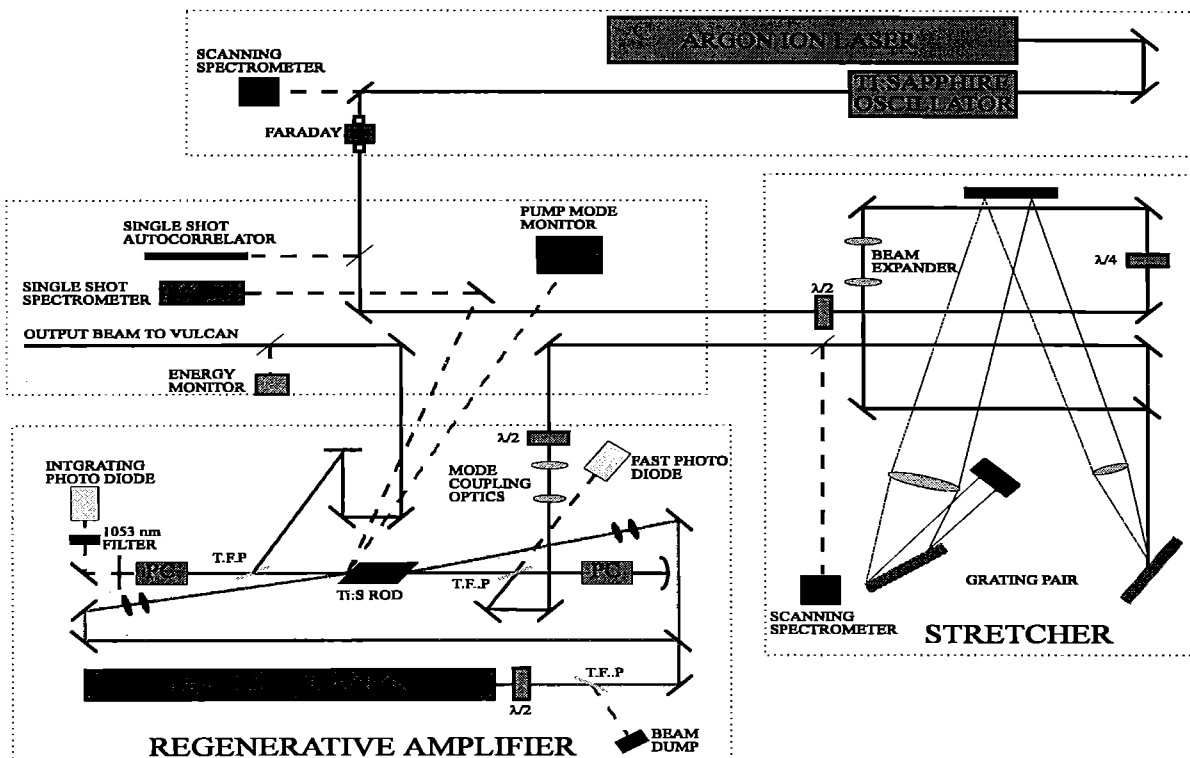 ARGON ION LASER
SCANNING
SPECTROMETER
TI:SAPPHIRE
OSCILLATOR
FARADAY
SINGLE SHOT
AUTOCORRELATOR
PUMP MODE
MONITOR
BEAM
EXPANDER
λ/4
SINGLE SHOT
SPECTROMETER
λ/2
OUTPUT BEAM TO VULCAN
ENERGY
MONITOR
λ/2
INTGRATING
PHOTO DIODE
MODE
COUPLING
OPTICS
FAST PHOTO
DIODE
1053 nm
FILTER
T.F.P
PC
Ti:S ROD
T.F..P
PC
GRATING PAIR
SCANNING
SPECTROMETER
STRETCHER
T.F..P
λ/2
BEAM
DUMP
REGENERATIVE AMPLIFIER